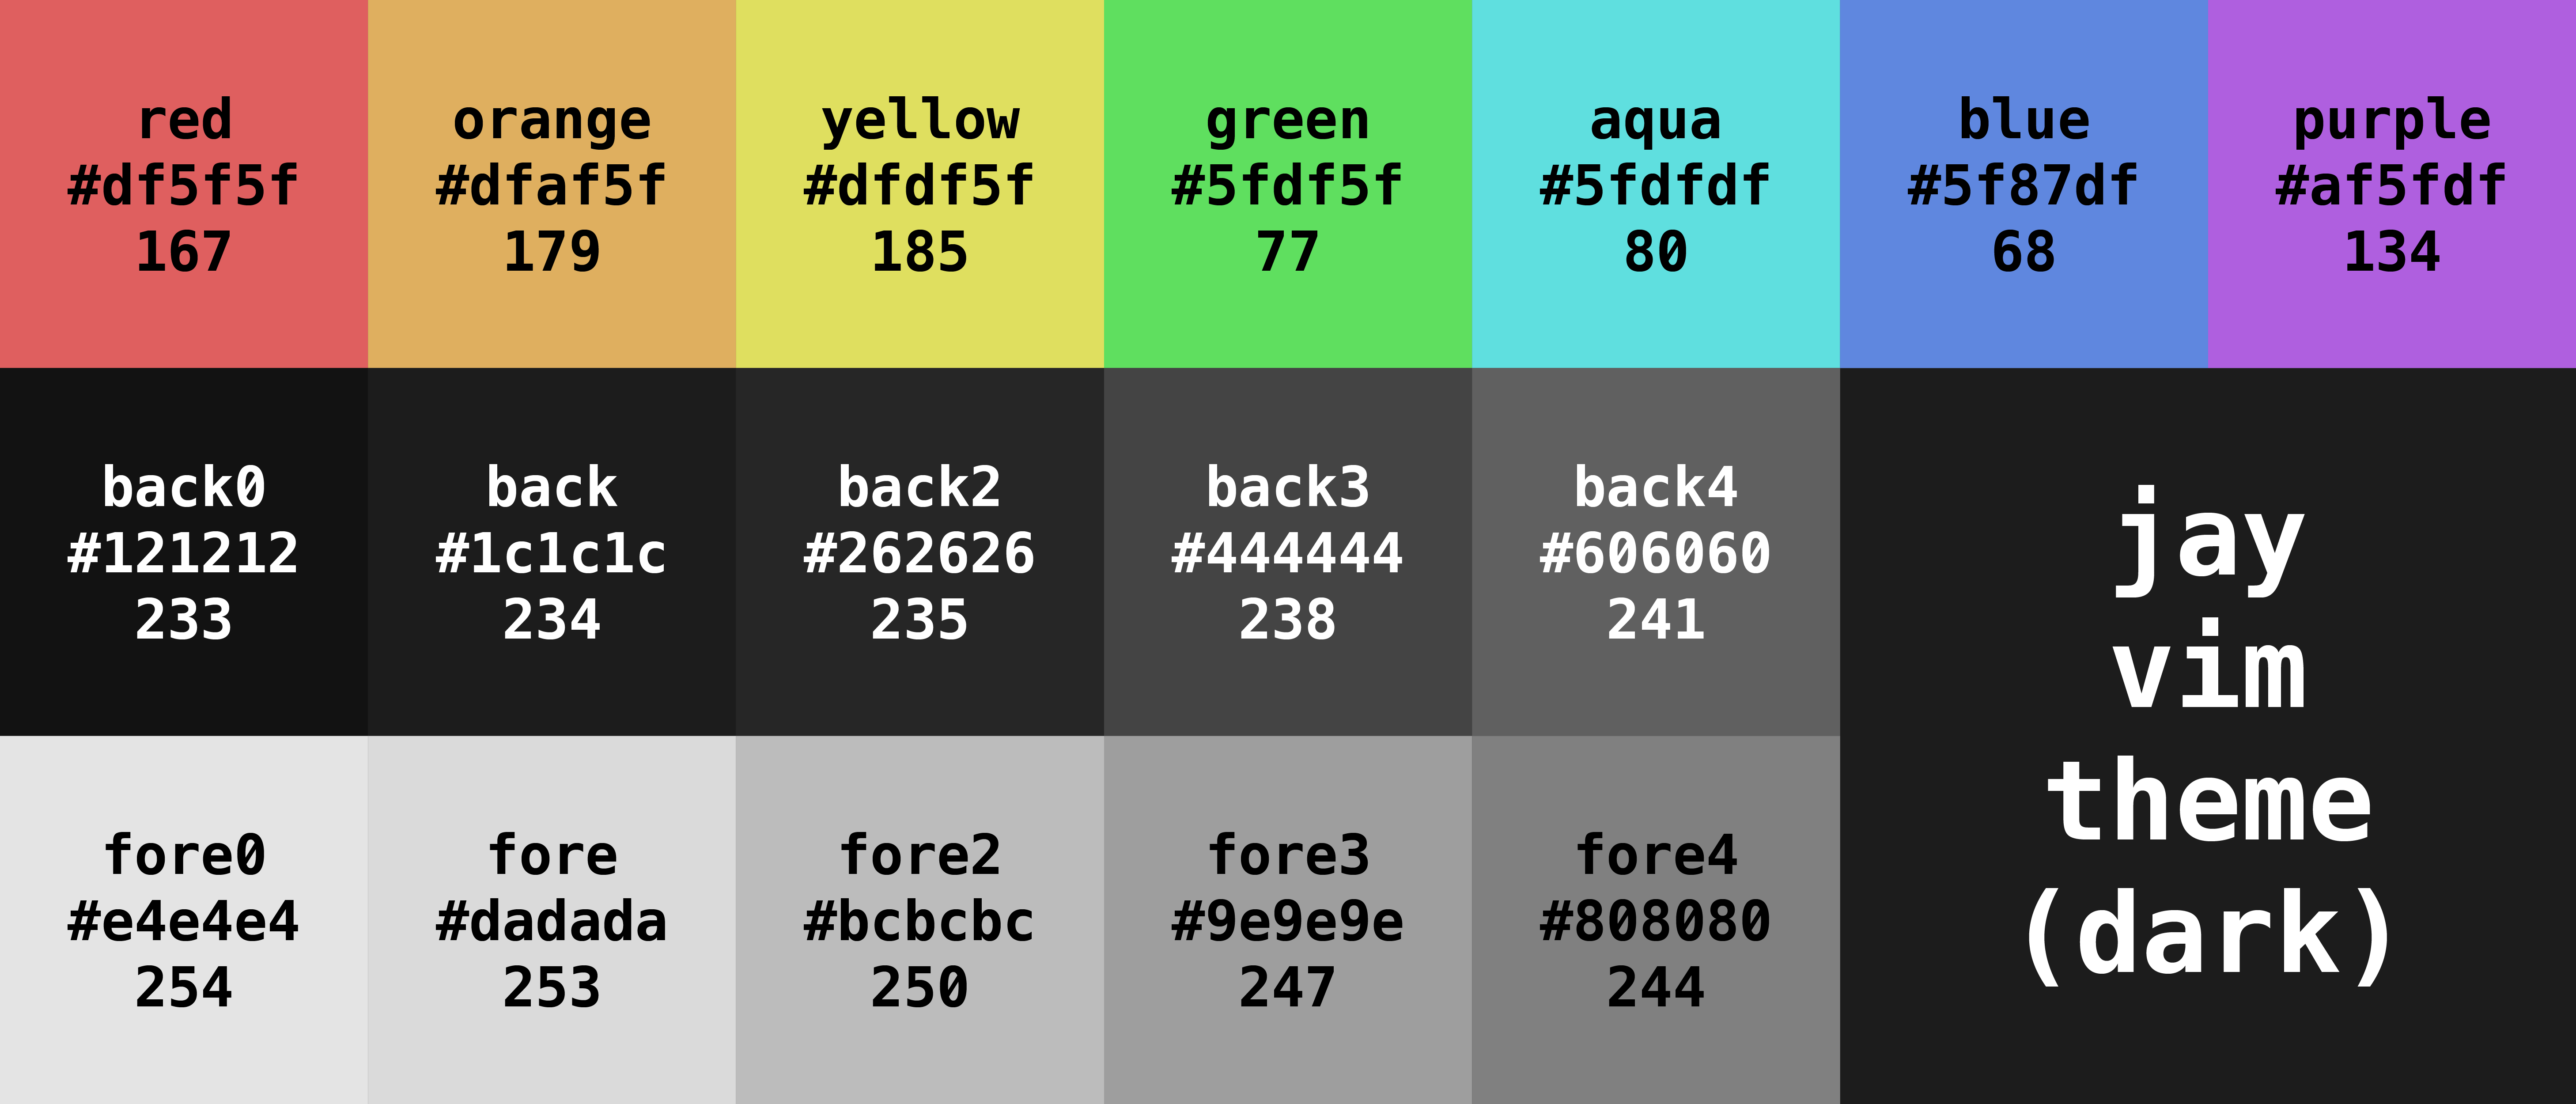 red
#df5f5f
167
orange
#dfaf5f
179
yellow
#dfdf5f
185
green
#5fdf5f
77
aqua
#5fdfdf
80
blue
#5f87df
68
purple
#af5fdf
134
back0
#121212
233
back
#1c1c1c
234
back2
#262626
235
back3
#444444
238
back4
#606060
241
jay
vim
theme
(dark)
fore0
#e4e4e4
254
fore
#dadada
253
fore2
#bcbcbc
250
fore3
#9e9e9e
247
fore4
#808080
244